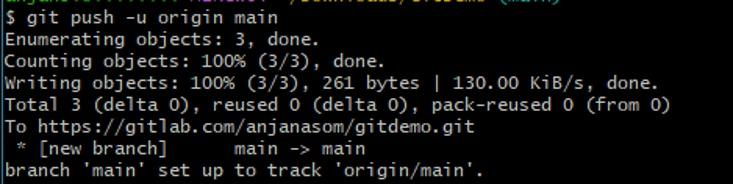 $ git push -u origin main
Enumerating objects: 3, done.
Counting objects: 100% (3/3), done.
Writing objects: 100% (3/3), 261 bytes | 130.00 KiB/s, done.
Total 3 (delta 0), reused 0 (delta 0), pack-reused 0 (from 0)
To https://gitlab.com/anjanasom/gitdemo.git
 * [new branch]      main -> main
branch 'main' set up to track 'origin/main'.